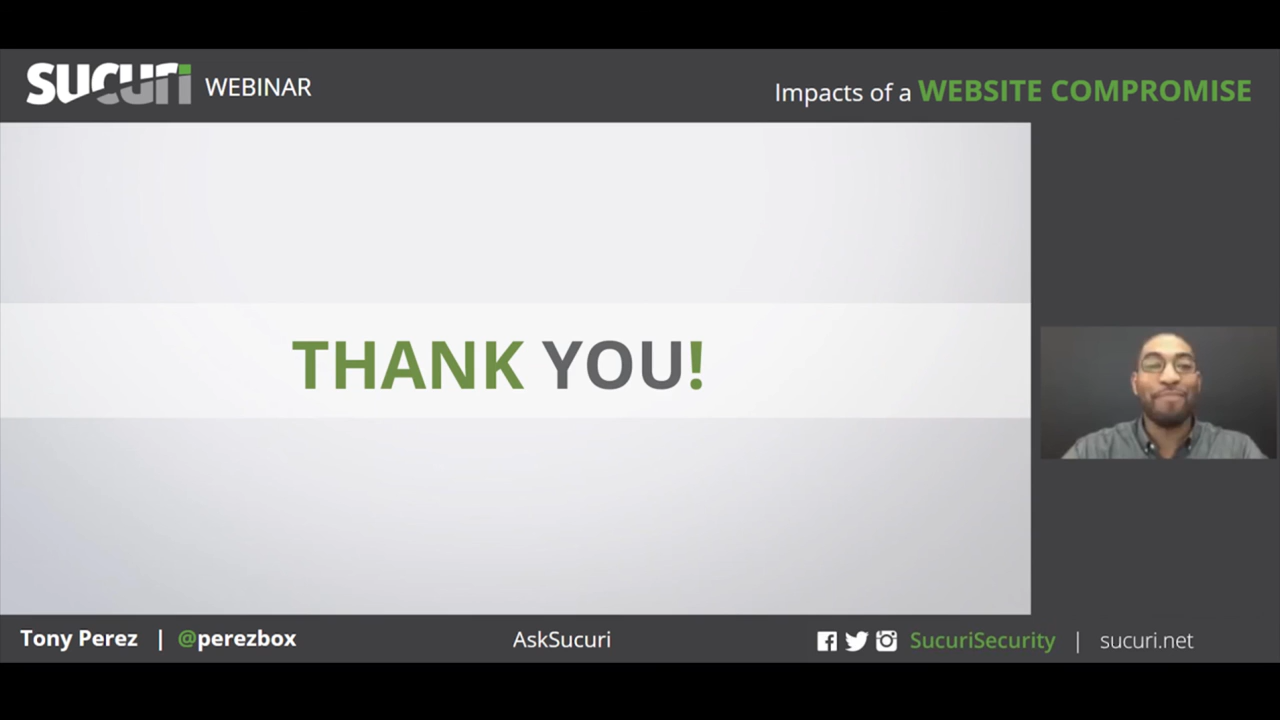 sucuri WEBINAR
Impacts of a WEBSITE COMPROMISE
THANK YOU!
Tony Perez | @perezbox
AskSucuri
SucuriSecurity | sucuri.net